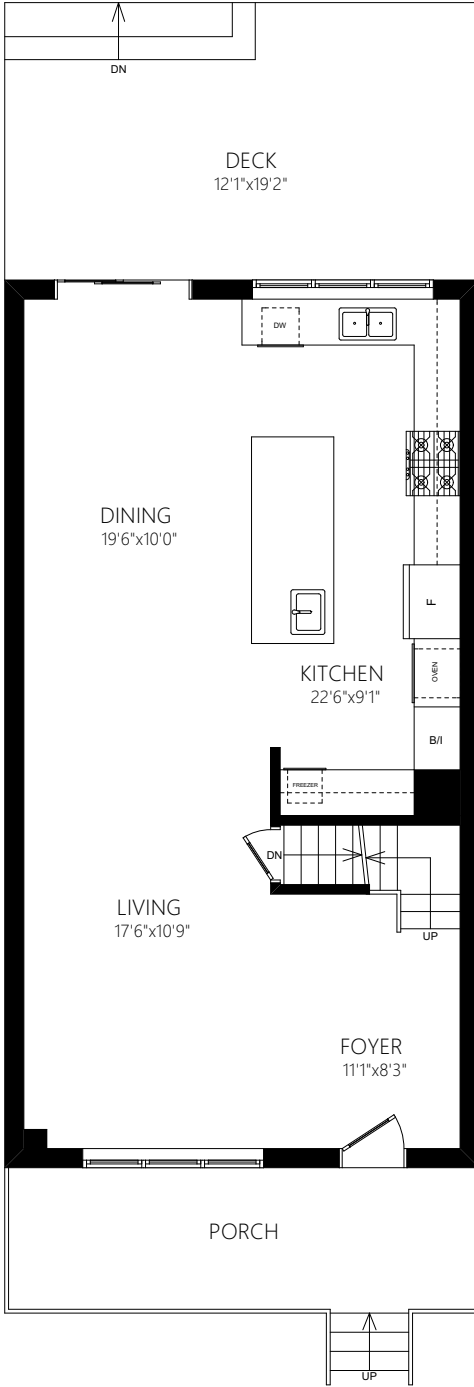 DN
DECK
12'1"x19'2"
DW
DINING
19'6"x10'0"
F
KITCHEN
22'6"x9'1"
OVEN
B/I
FREEZER
DN
LIVING
17'6"x10'9"
UP
FOYER
11'1"x8'3"
PORCH
UP